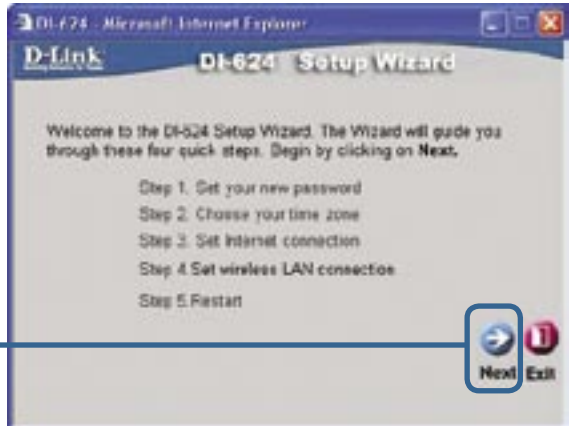 DI-624 - Microsoft Internet Explorer
D-Link
DI-624 Setup Wizard
Welcome to the DI-624 Setup Wizard. The Wizard will guide you
through these four quick steps. Begin by clicking on Next.
Step 1. Set your new password
Step 2. Choose your time zone
Step 3. Set Internet connection
Step 4.Set wireless LAN connection
Step 5.Restart
Next Exit